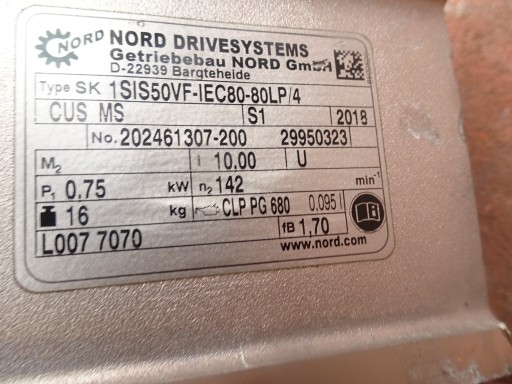 NORD NORD DRIVESYSTEMS
Getriebebau NORD GmbH
D-22939 Bargteheide
Type SK 1SIS50VF-IEC80-80LP/4
CUS MS S1 2018
No. 202461307-200 29950323
M₂ i 10.00 U
P₁ 0,75 kW n₂ 142 min⁻¹
16 kg CLP PG 680 0,095 l
L007 7070 fB 1,70
www.nord.com